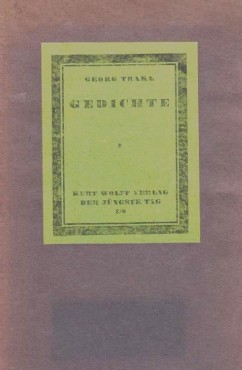 GEORG TRAKL
GEDICHTE
KURT WOLFF VERLAG
DER JÜNGSTE TAG
7/8